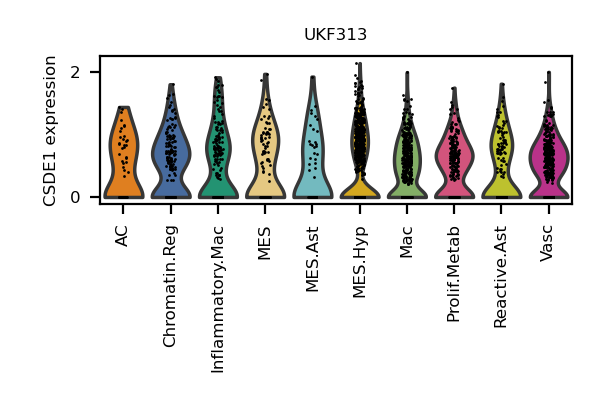 UKF313
CSDE1 expression
2
0
AC
Chromatin.Reg
Inflammatory.Mac
MES
MES.Ast
MES.Hyp
Mac
Prolif.Metab
Reactive.Ast
Vasc